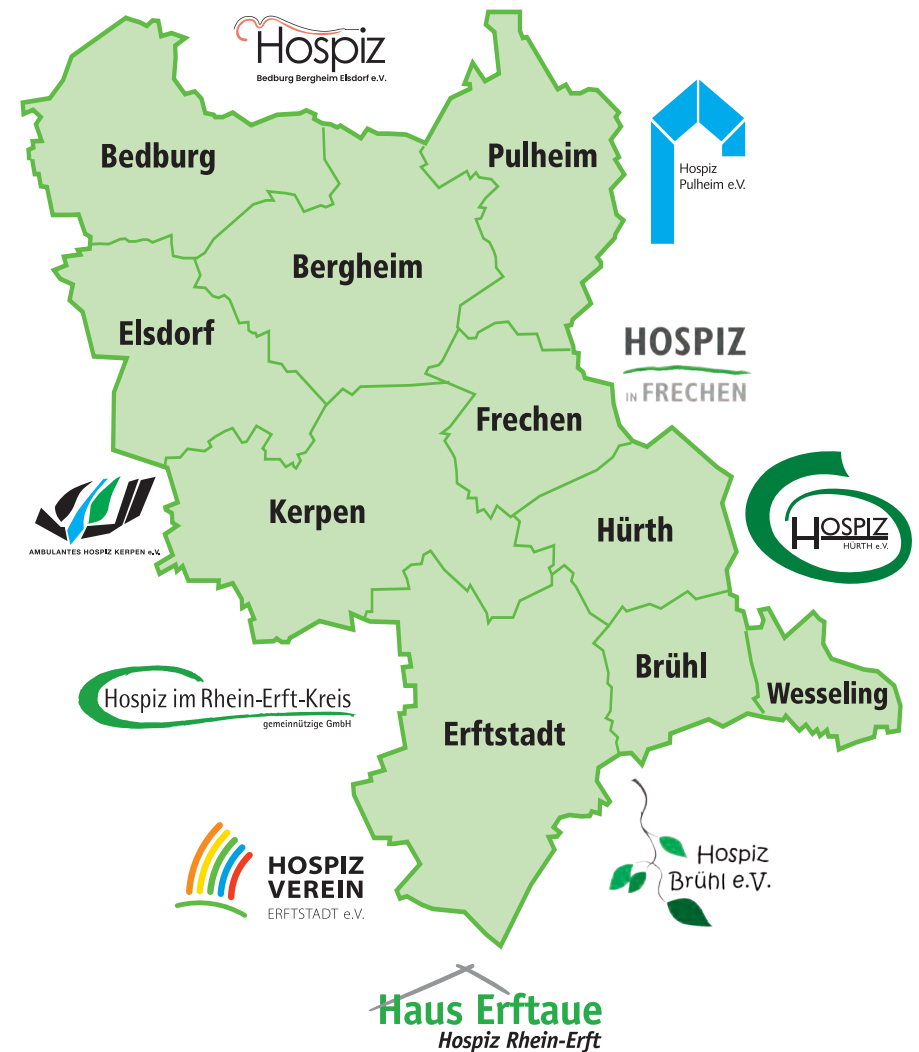 Hospiz
Bedburg Bergheim Elsdorf e.V.
Bedburg
Pulheim
Hospiz
Pulheim e.V.
Bergheim
Elsdorf
HOSPIZ
IN FRECHEN
Frechen
Kerpen
Hürth
HOSPIZ
HÜRTH e.V.
AMBULANTES HOSPIZ KERPEN e.V.
Brühl
Wesseling
Hospiz im Rhein-Erft-Kreis
gemeinnützige GmbH
Erftstadt
HOSPIZ
VEREIN
ERFTSTADT e.V.
Hospiz
Brühl e.V.
Haus Erftaue
Hospiz Rhein-Erft